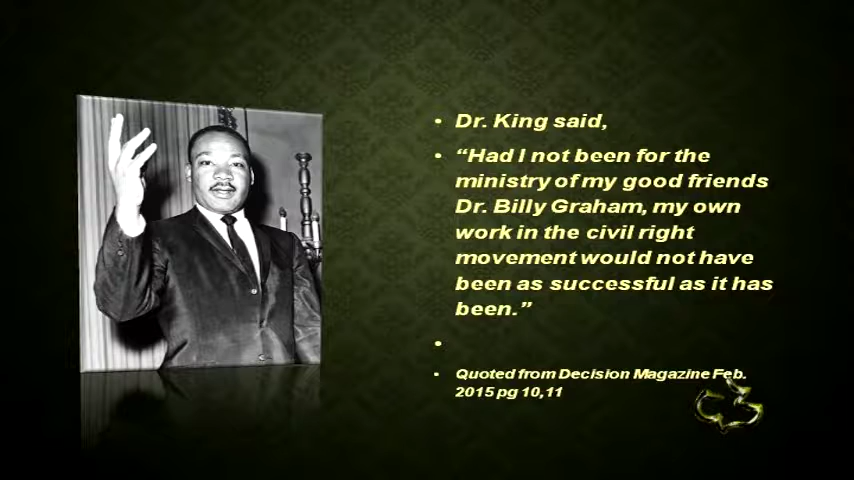 • Dr. King said,
• “Had I not been for the
ministry of my good friends
Dr. Billy Graham, my own
work in the civil right
movement would not have
been as successful as it has
been.”
•
• Quoted from Decision Magazine Feb.
2015 pg 10,11